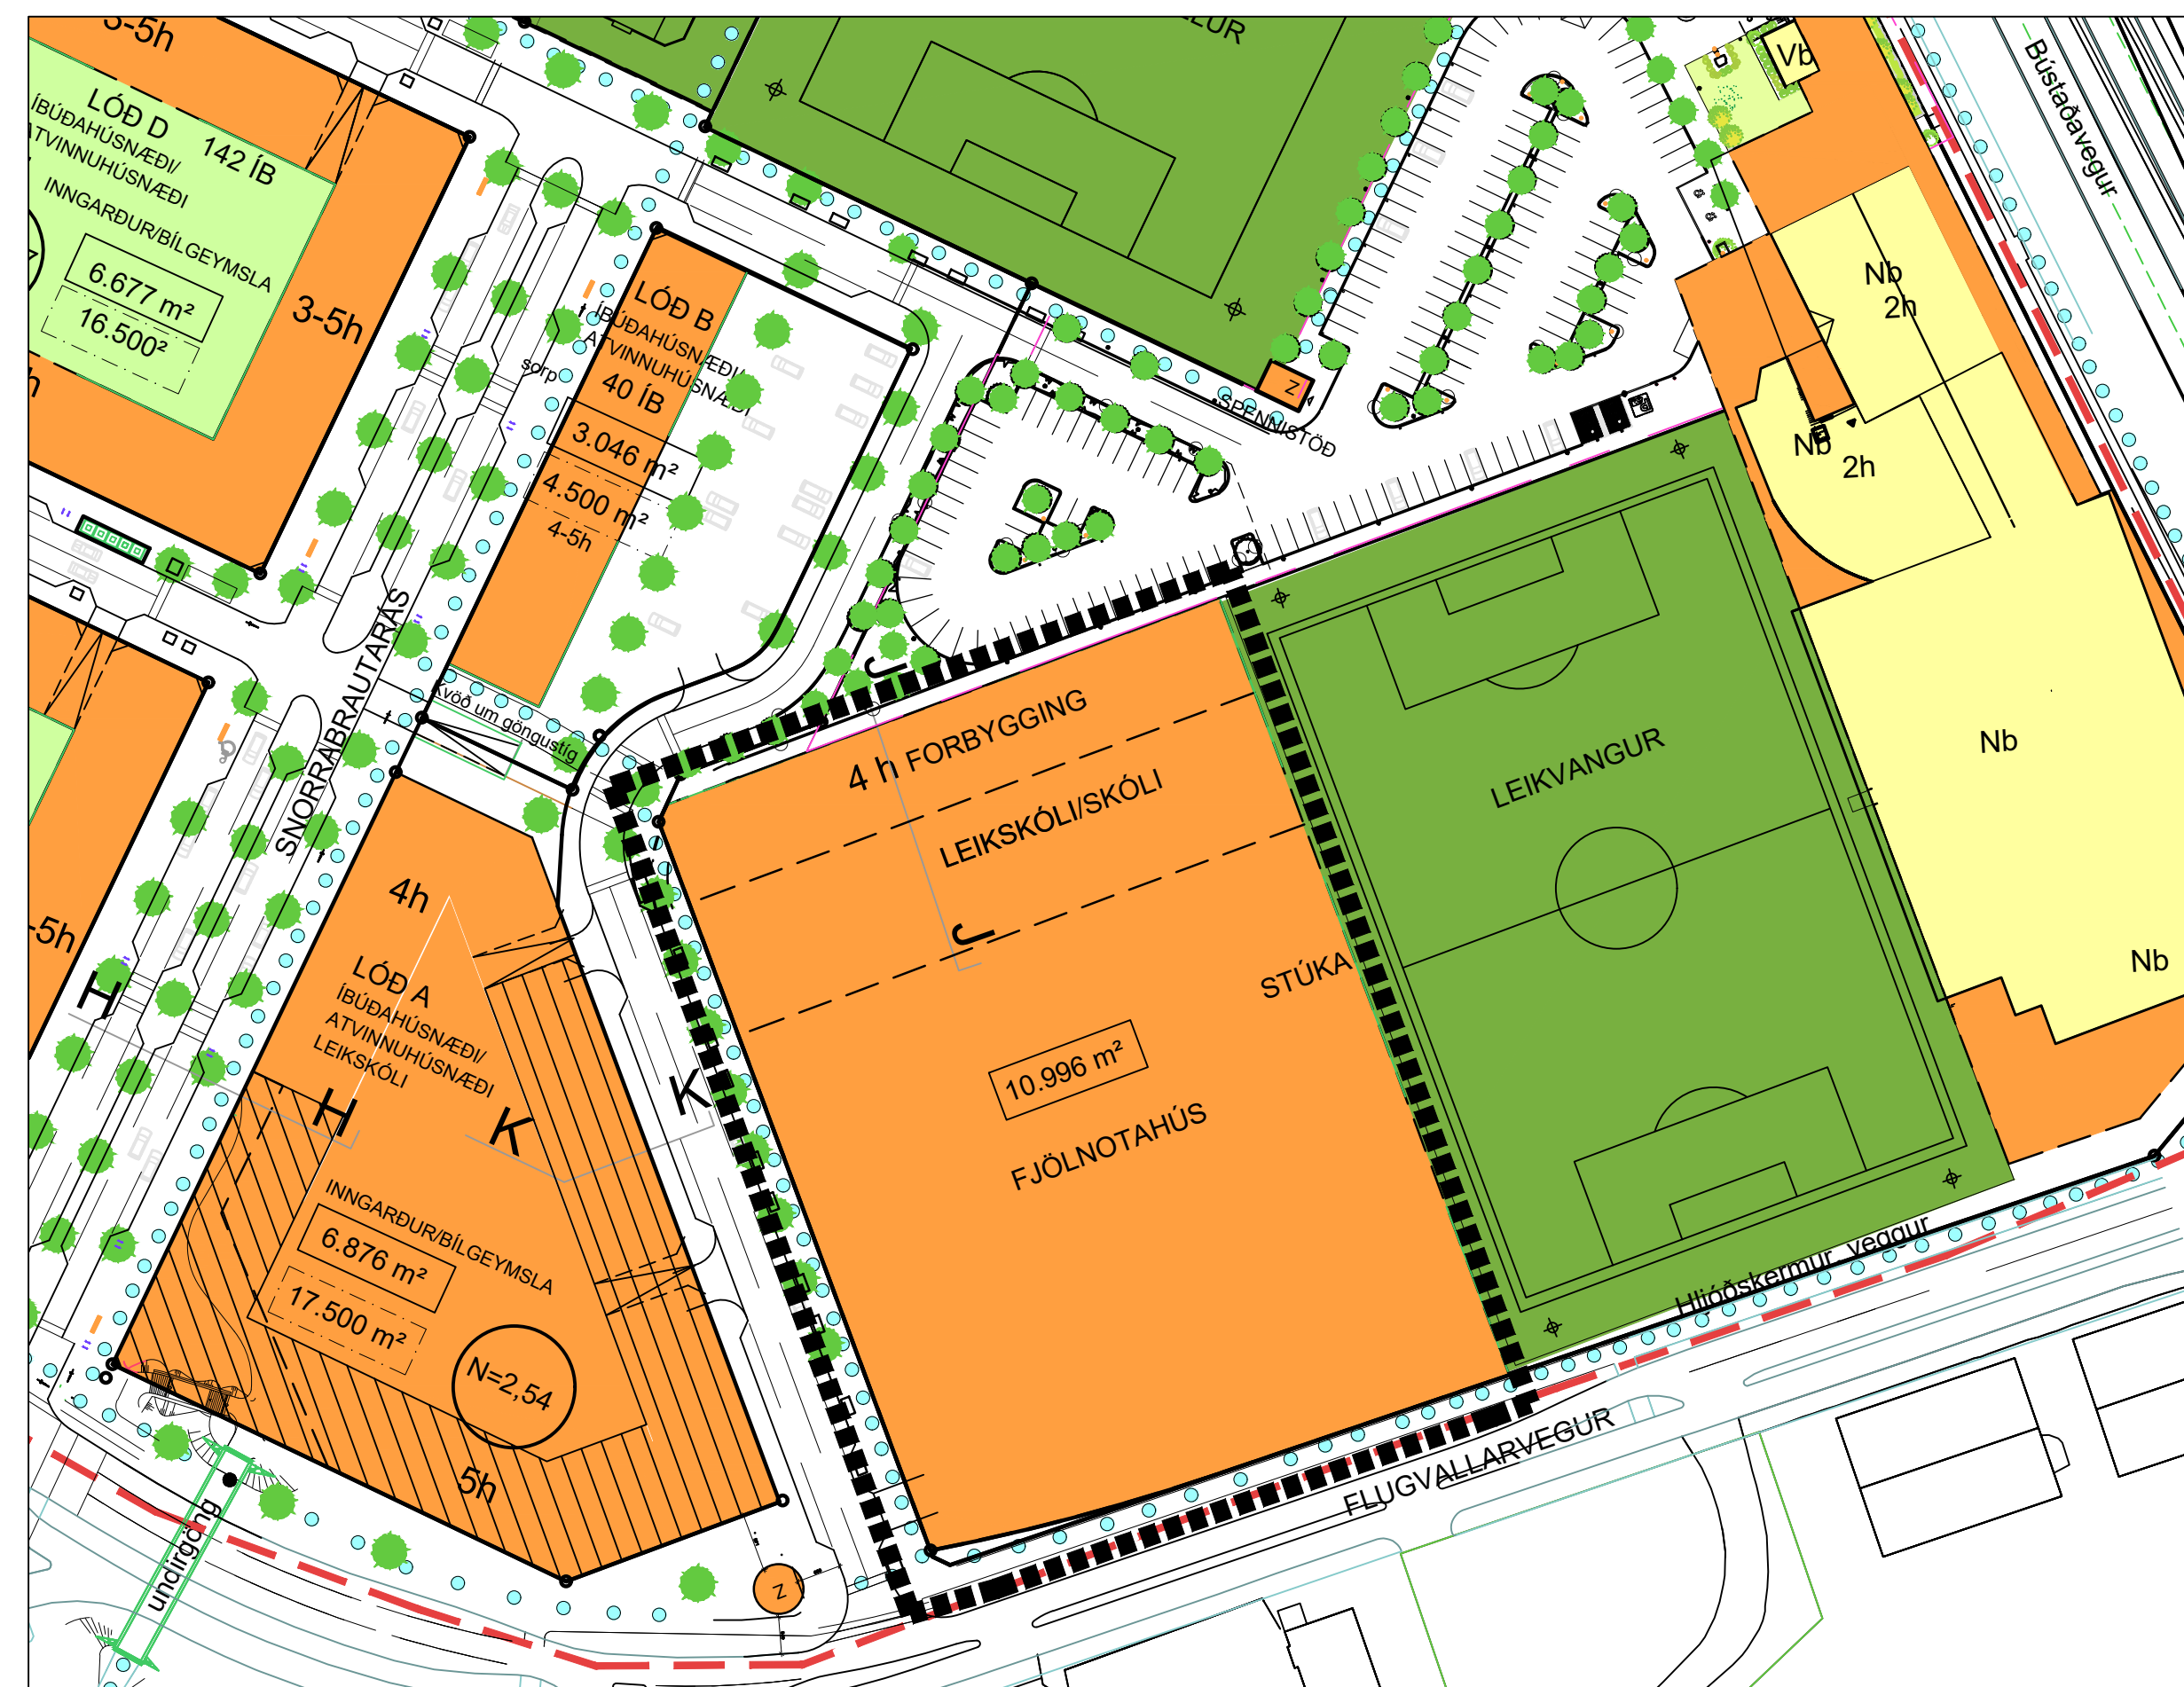 3-5h
LÓÐ D
142 ÍB
ÍBÚÐAHÚSNÆÐI/
ATVINNUHÚSNÆÐI
INNGARÐUR/BÍLGEYMSLA
6.677 m²
16.500²
3-5h
h
-5h
SNORRABRAUTARÁS
sorp
LÓÐ B
ÍBÚÐAHÚSNÆÐI/
ATVINNUHÚSNÆÐI
40 ÍB
3.046 m²
4.500 m²
4-5h
Kvöð um göngustíg
LUR
Z
SPENNISTÖÐ
Vb
Bústaðavegur
Nb
2h
Nb
2h
Nb
Nb
4h
LÓÐ A
ÍBÚÐAHÚSNÆÐI/
ATVINNUHÚSNÆÐI/
LEIKSKÓLI
H
H
K
K
J
J
INNGARÐUR/BÍLGEYMSLA
6.876 m²
17.500 m²
N=2,54
5h
undirgöng
Z
4 h FORBYGGING
LEIKSKÓLI/SKÓLI
STÚKA
10.996 m²
FJÖLNOTAHÚS
LEIKVANGUR
Hljóðskermur, veggur
FLUGVALLARVEGUR